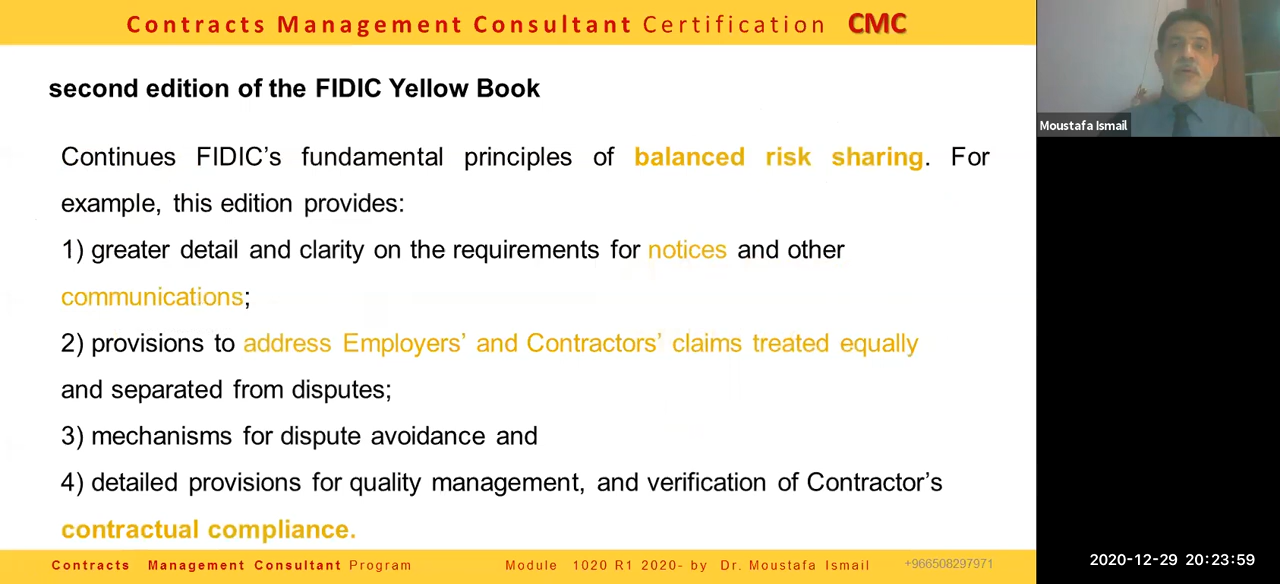 Contracts Management Consultant Certification CMC
second edition of the FIDIC Yellow Book
Continues FIDIC’s fundamental principles of balanced risk sharing. For
example, this edition provides:
1) greater detail and clarity on the requirements for notices and other
communications;
2) provisions to address Employers’ and Contractors’ claims treated equally
and separated from disputes;
3) mechanisms for dispute avoidance and
4) detailed provisions for quality management, and verification of Contractor’s
contractual compliance.
Contracts Management Consultant Program Module 1020 R1 2020- by Dr. Moustafa Ismail +966508297971
Moustafa Ismail
2020-12-29 20:23:59